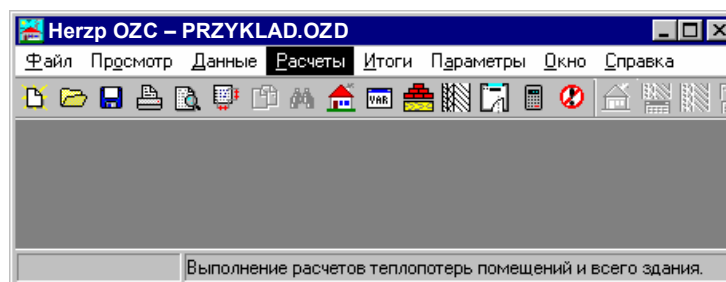 Herzp OZC – PRZYKLAD.OZD
Файл Просмотр Данные Расчеты Итоги Параметры Окно Справка
VAR
Выполнение расчетов теплопотерь помещений и всего здания.